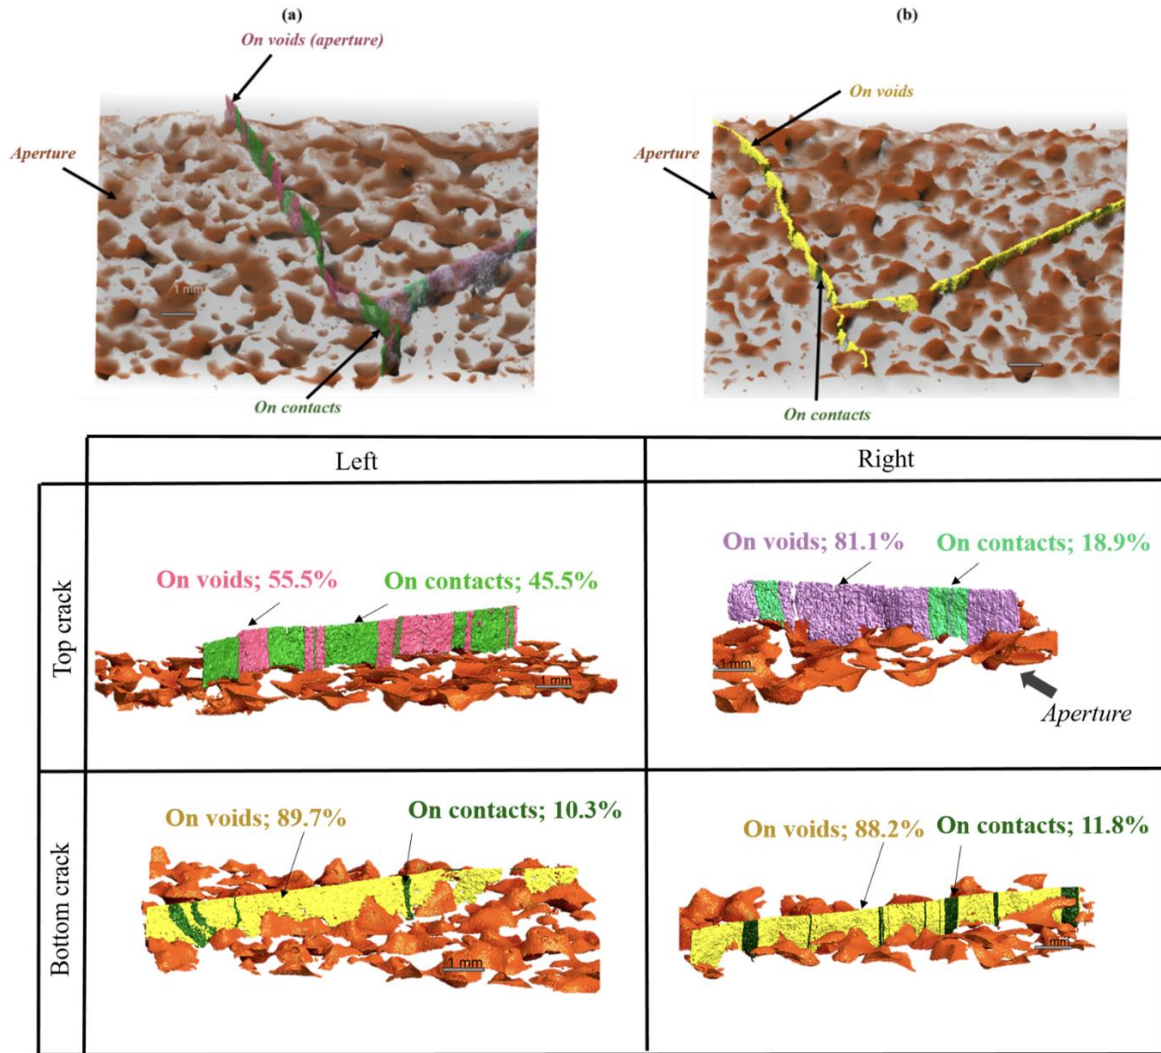 (a)
(b)
On voids (aperture)
On voids
Aperture
Aperture
1 mm
On contacts
On contacts
Left
Right
Top crack
On voids; 55.5%
On contacts; 45.5%
1 mm
On voids; 81.1%
On contacts; 18.9%
1 mm
Aperture
Bottom crack
On voids; 89.7%
On contacts; 10.3%
1 mm
On voids; 88.2%
On contacts; 11.8%
1 mm